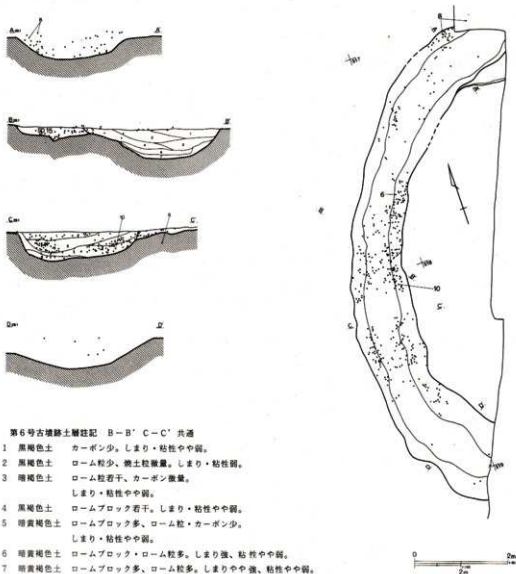 A
A'
B
B'
C
C'
10
6
D
D'
6
10
第6号古墳跡土層註記 B-B' C-C' 共通
1 黒褐色土 カーボン少。しまり・粘性やや弱。
2 黒褐色土 ローム粒少、焼土粒微量。しまり・粘性弱。
3 暗褐色土 ローム粒若干、カーボン微量。
しまり・粘性やや弱。
4 黒褐色土 ロームブロック若干。しまり・粘性やや弱。
5 暗黄褐色土 ロームブロック多、ローム粒・カーボン少。
しまり・粘性やや弱。
6 暗黄褐色土 ロームブロック・ローム粒多。しまり強、粘性やや弱。
7 暗黄褐色土 ロームブロック多、ローム粒多。しまりやや強、粘性やや弱。
0
2m